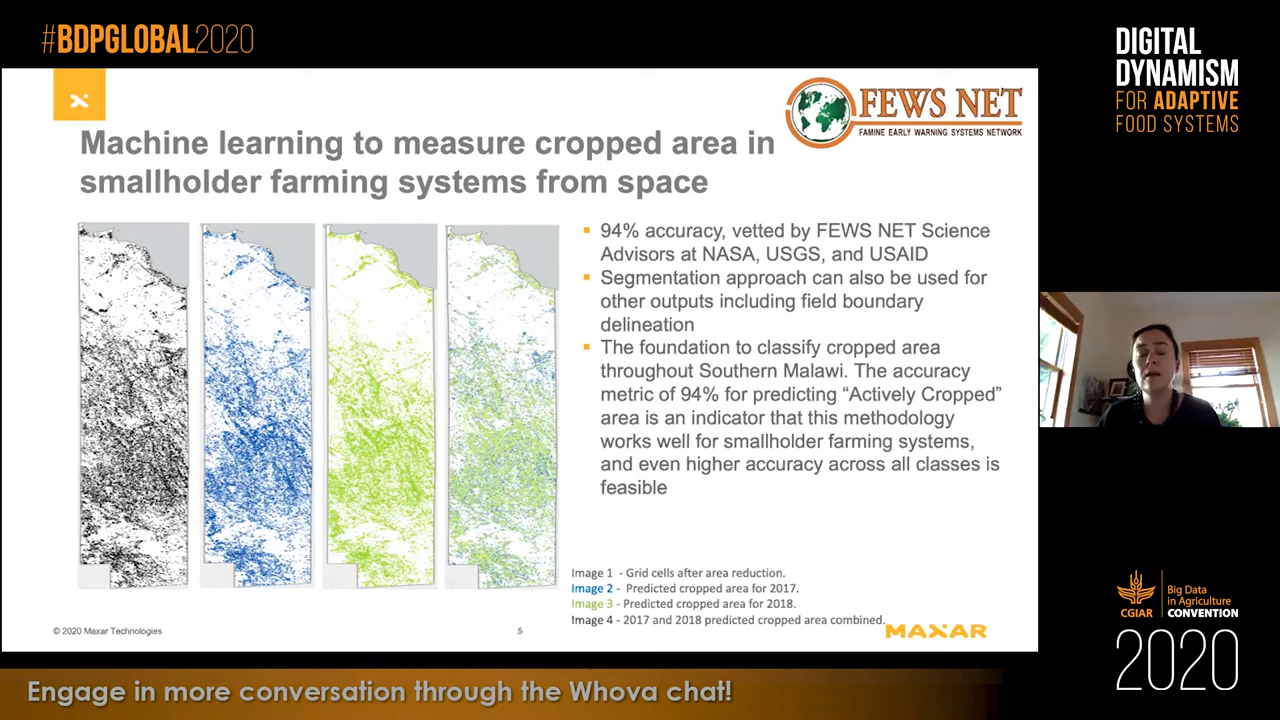 #BDPGLOBAL2020
DIGITAL
DYNAMISM
FOR ADAPTIVE
FOOD SYSTEMS
FEWS NET
FAMINE EARLY WARNING SYSTEMS NETWORK
Machine learning to measure cropped area in
smallholder farming systems from space
▪ 94% accuracy, vetted by FEWS NET Science
Advisors at NASA, USGS, and USAID
▪ Segmentation approach can also be used for
other outputs including field boundary
delineation
▪ The foundation to classify cropped area
throughout Southern Malawi. The accuracy
metric of 94% for predicting “Actively Cropped”
area is an indicator that this methodology
works well for smallholder farming systems,
and even higher accuracy across all classes is
feasible
Image 1 - Grid cells after area reduction.
Image 2 - Predicted cropped area for 2017.
Image 3 - Predicted cropped area for 2018.
Image 4 - 2017 and 2018 predicted cropped area combined.
© 2020 Maxar Technologies
5
MAXAR
CGIAR
Big Data
in Agriculture
CONVENTION
2020
Engage in more conversation through the Whova chat!